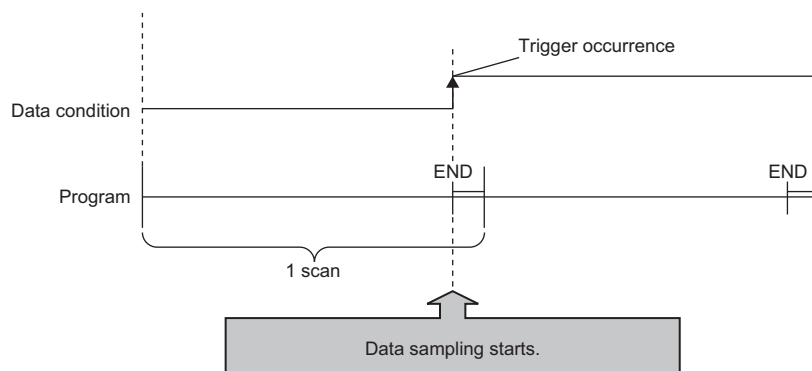 Trigger occurrence
Data condition
END
END
Program
1 scan
Data sampling starts.